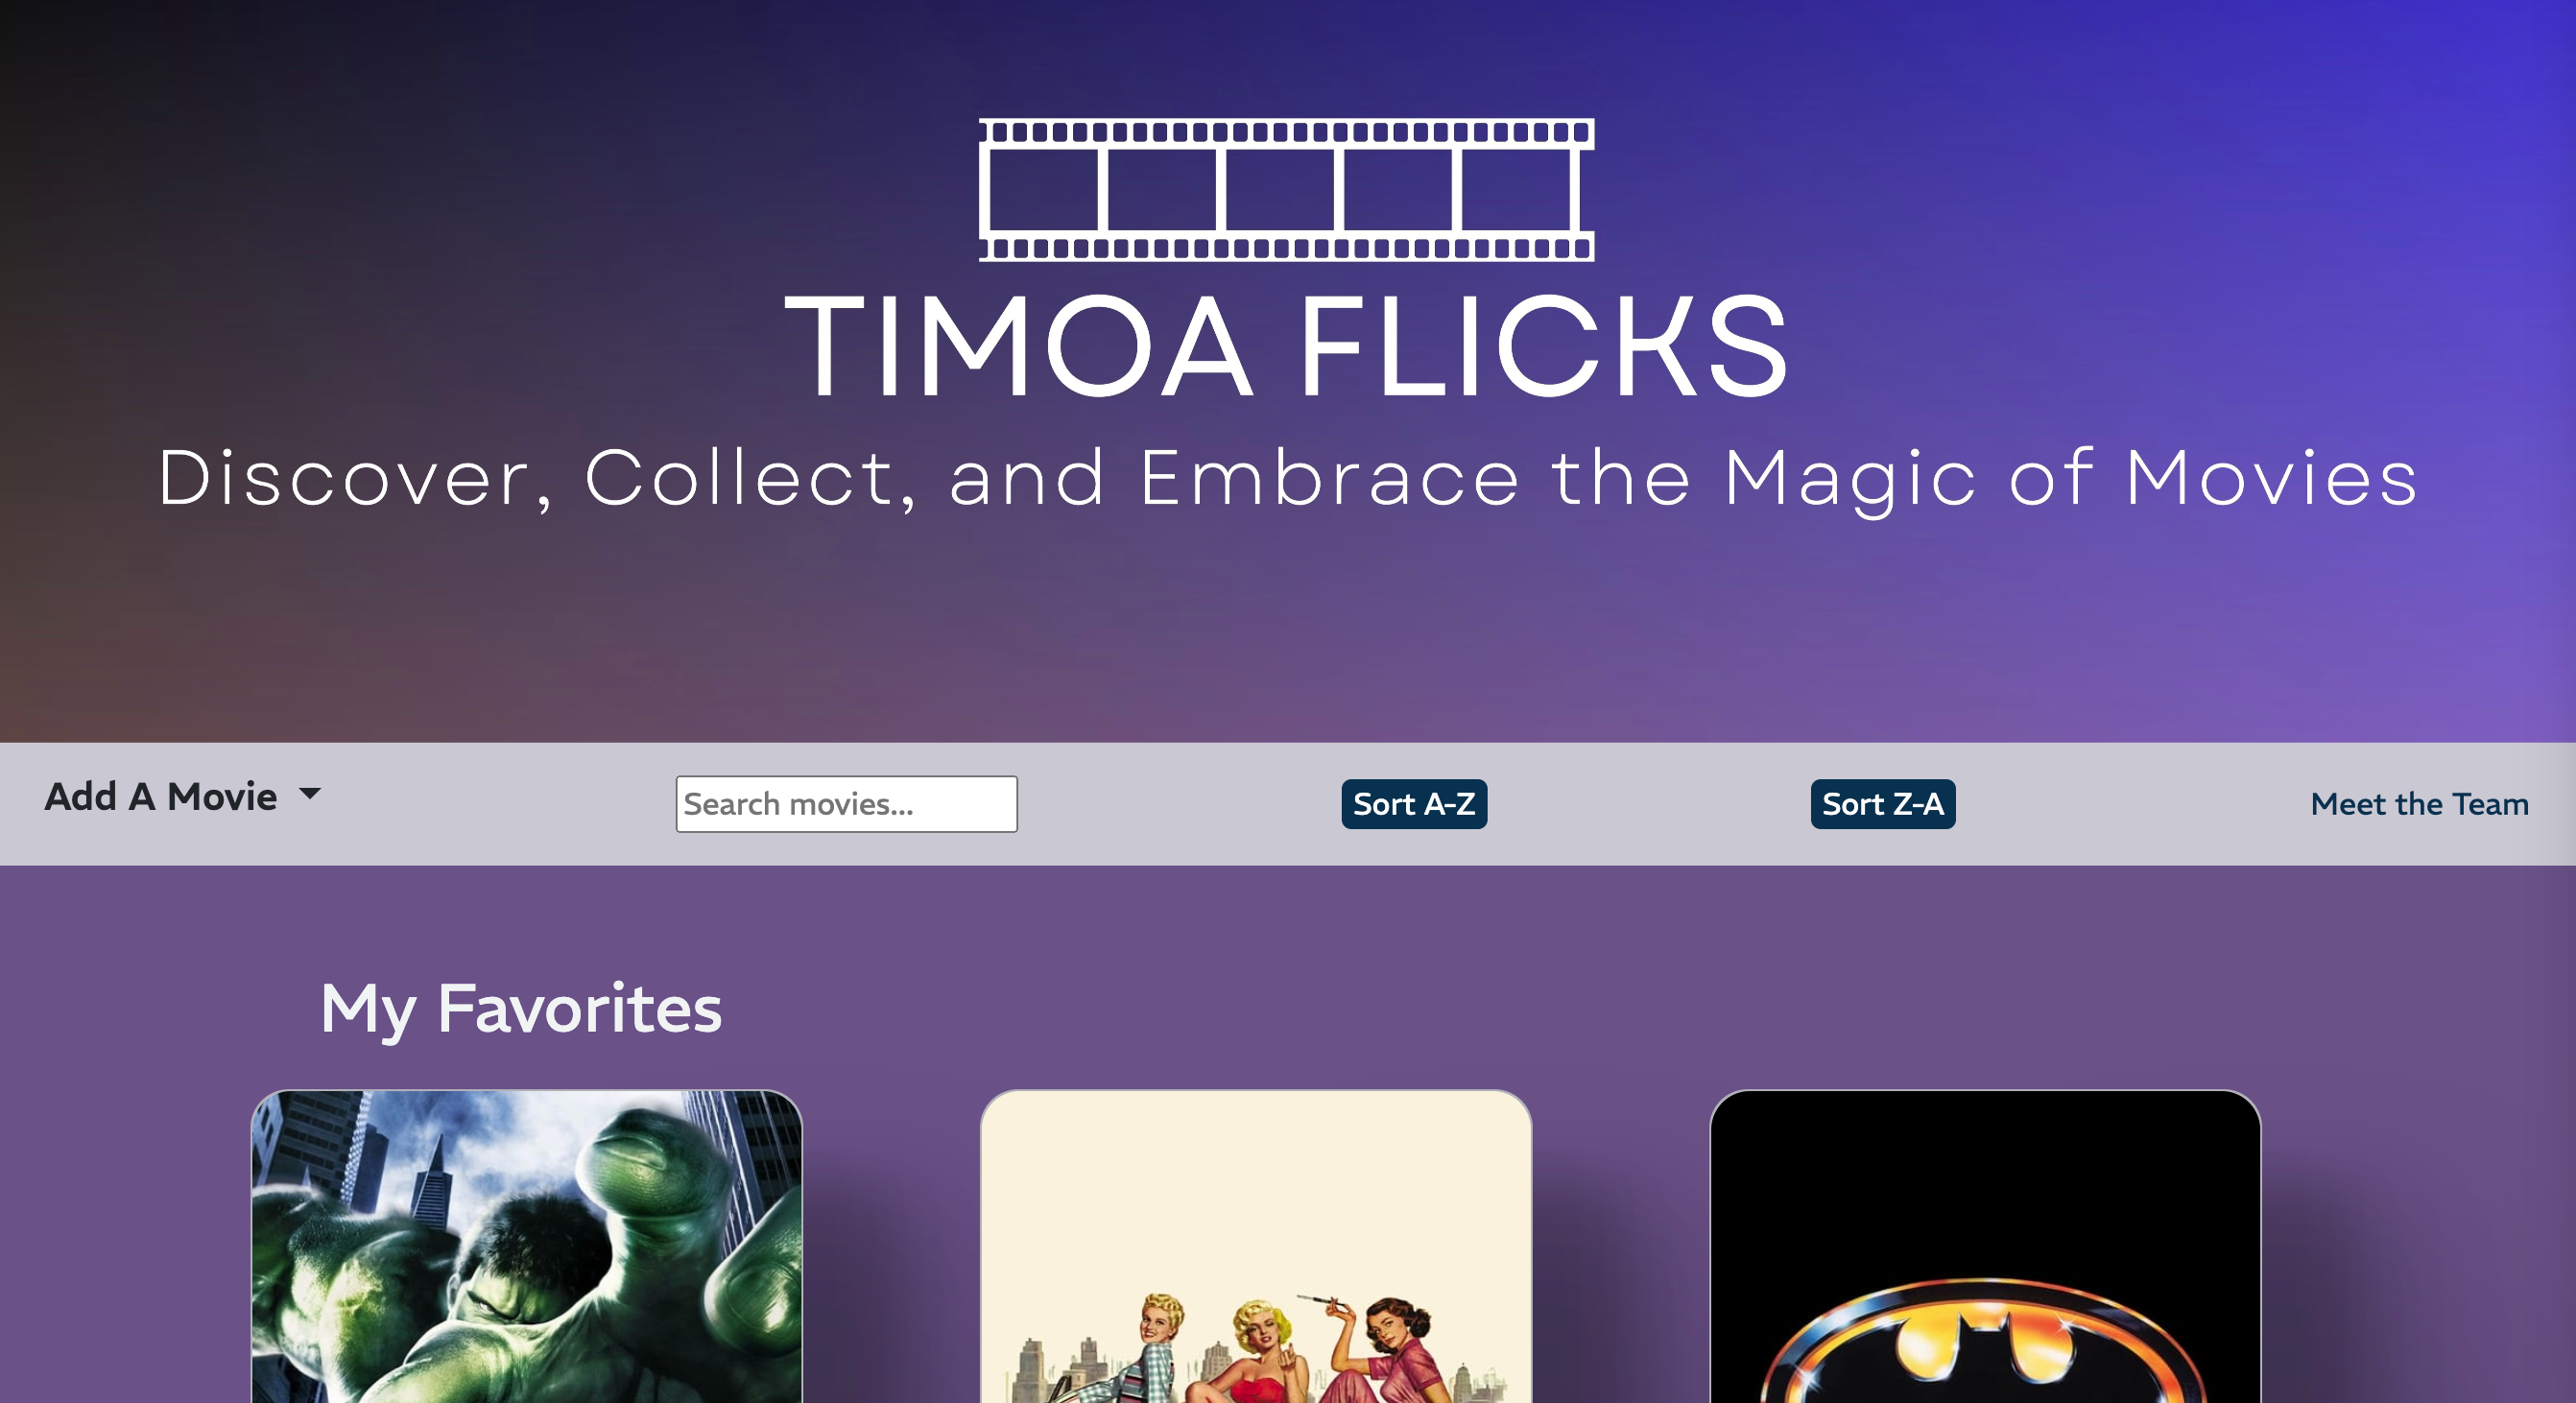 TIMOA FLICKS
Discover, Collect, and Embrace the Magic of Movies
Add A Movie
Search movies...
Sort A-Z
Sort Z-A
Meet the Team
My Favorites